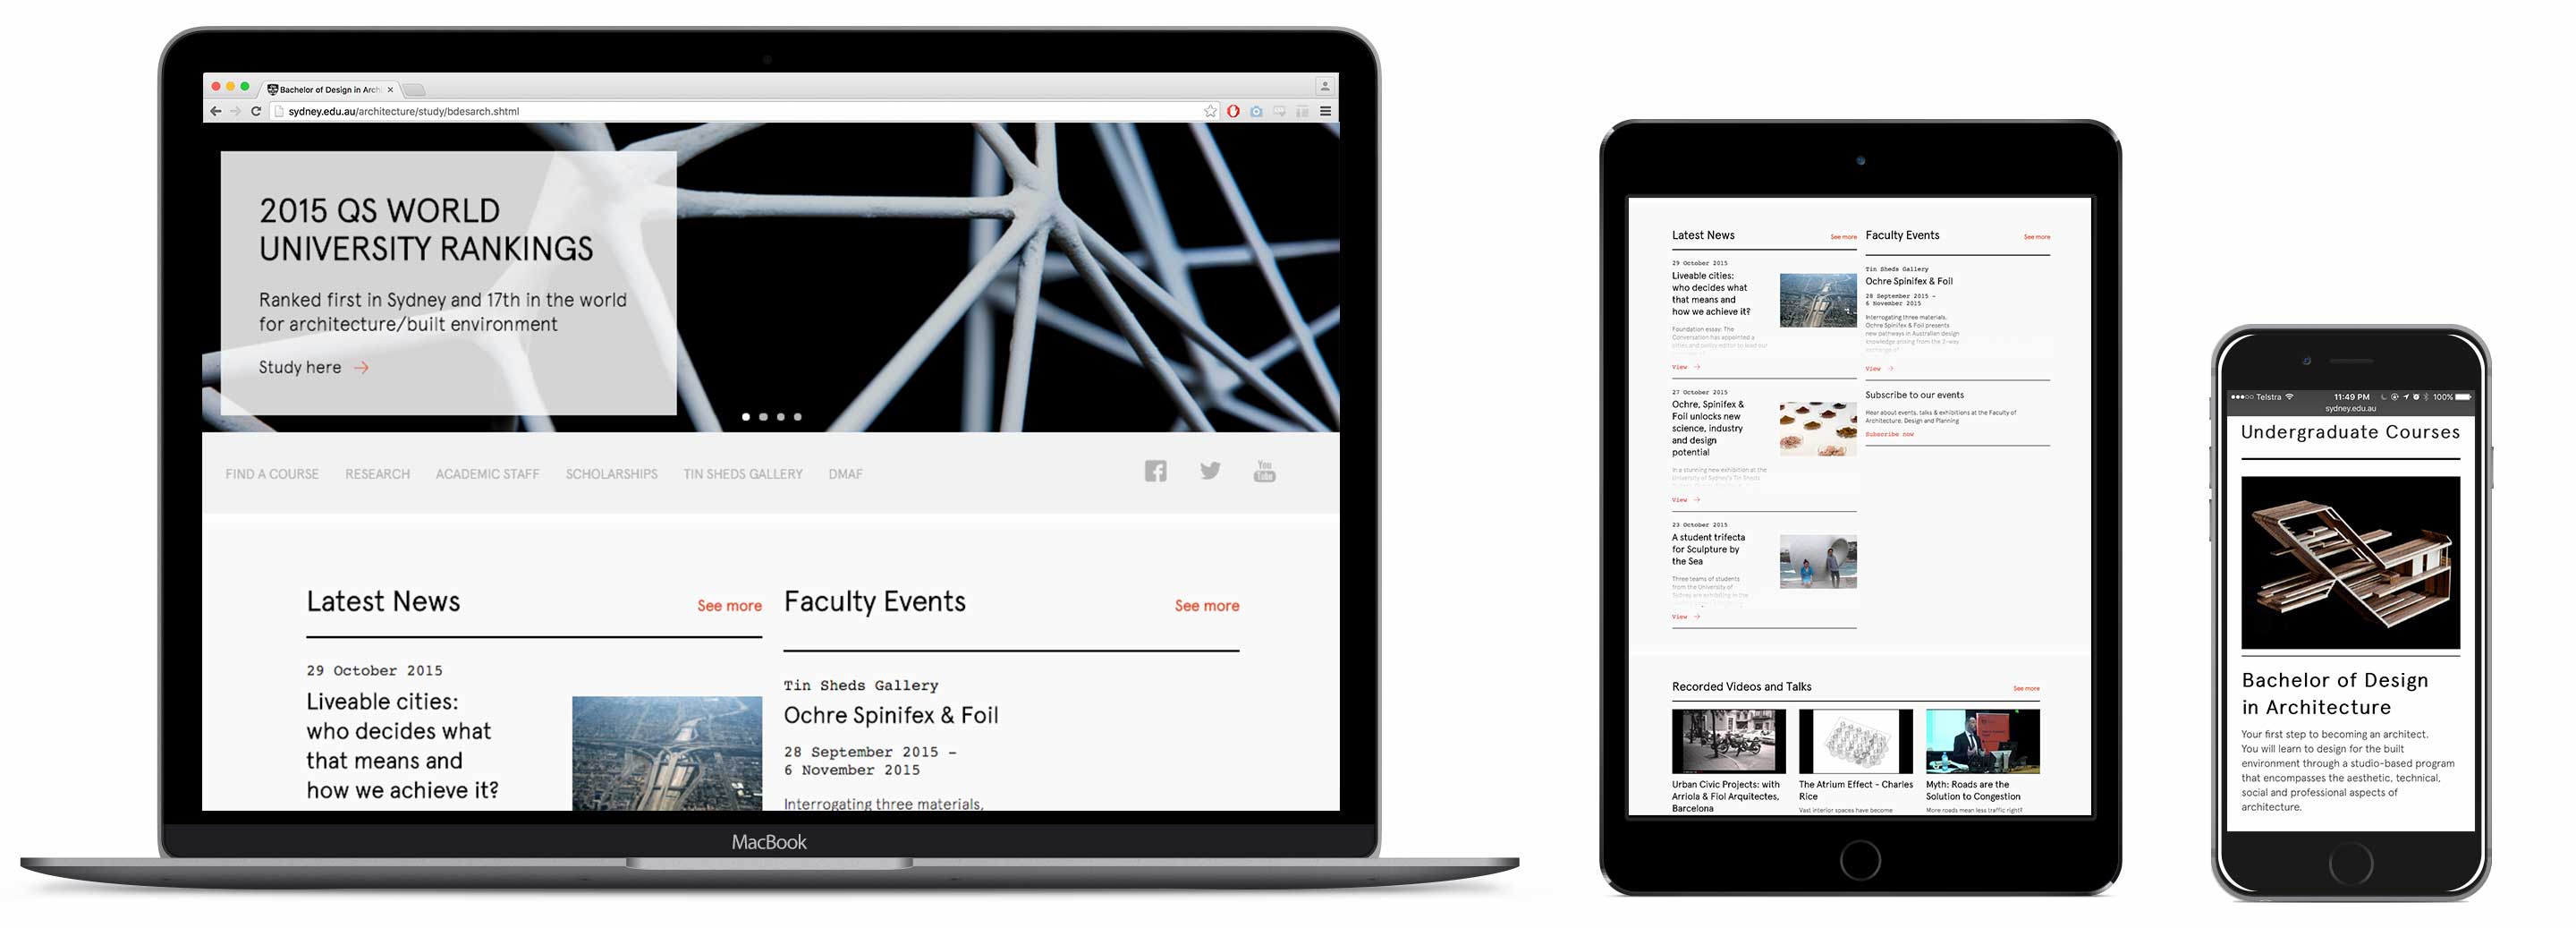 Bachelor of Design in Arch
sydney.edu.au/architecture/study/bdesarch.shtml
2015 QS WORLD
UNIVERSITY RANKINGS
Ranked first in Sydney and 17th in the world
for architecture/built environment
Study here →
FIND A COURSE RESEARCH ACADEMIC STAFF SCHOLARSHIPS TIN SHEDS GALLERY DMAF
You
Tube
Latest News See more
29 October 2015
Liveable cities:
who decides what
that means and
how we achieve it?
Faculty Events See more
Tin Sheds Gallery
Ochre Spinifex & Foil
28 September 2015 –
6 November 2015
Interrogating three materials,
MacBook
Latest News See more
29 October 2015
Liveable cities:
who decides what
that means and
how we achieve it?
Foundation essay: The
Conversation has appointed a
cities and policy editor to lead our
View →
27 October 2015
Ochre, Spinifex &
Foil unlocks new
science, industry
and design
potential
In a stunning new exhibition at the
University of Sydney's Tin Sheds
View →
23 October 2015
A student trifecta
for Sculpture by
the Sea
Three teams of students
from the University of
Sydney are exhibiting in the
View →
Faculty Events See more
Tin Sheds Gallery
Ochre Spinifex & Foil
28 September 2015 –
6 November 2015
Interrogating three materials,
Ochre Spinifex & Foil presents
new pathways in Australian design
knowledge arising from the 2-way
exchange of
View →
Subscribe to our events
Hear about events, talks & exhibitions at the Faculty of
Architecture, Design and Planning
Subscribe now
Recorded Videos and Talks See more
Urban Civic Projects: with
Arriola & Fiol Arquitectes,
Barcelona
The Atrium Effect - Charles
Rice
Vast interior spaces have become
Myth: Roads are the
Solution to Congestion
More roads mean less traffic right?
Telstra 11:49 PM 100%
sydney.edu.au
Undergraduate Courses
Bachelor of Design
in Architecture
Your first step to becoming an architect.
You will learn to design for the built
environment through a studio-based program
that encompasses the aesthetic, technical,
social and professional aspects of
architecture.